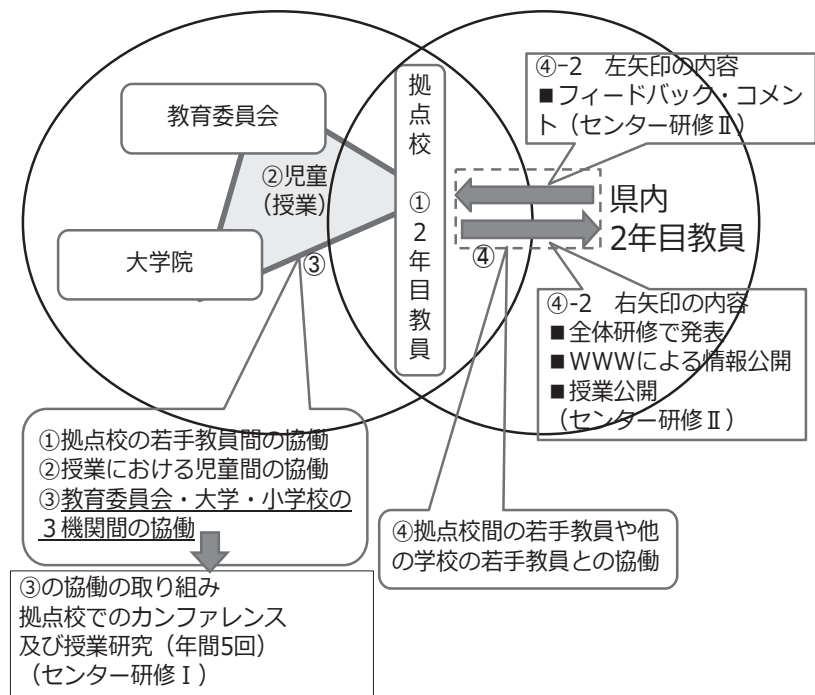 教育委員会
②児童
(授業)
大学院
③
拠点校 ①2年目教員
④
県内
2年目教員
④-2 左矢印の内容
■フィードバック・コメン
ト(センター研修Ⅱ)
④-2 右矢印の内容
■全体研修で発表
■WWWによる情報公開
■授業公開
(センター研修Ⅱ)
①拠点校の若手教員間の協働
②授業における児童間の協働
③教育委員会・大学・小学校の
3機関間の協働
④拠点校間の若手教員や他
の学校の若手教員との協働
③の協働の取り組み
拠点校でのカンファレンス
及び授業研究(年間5回)
(センター研修Ⅰ)